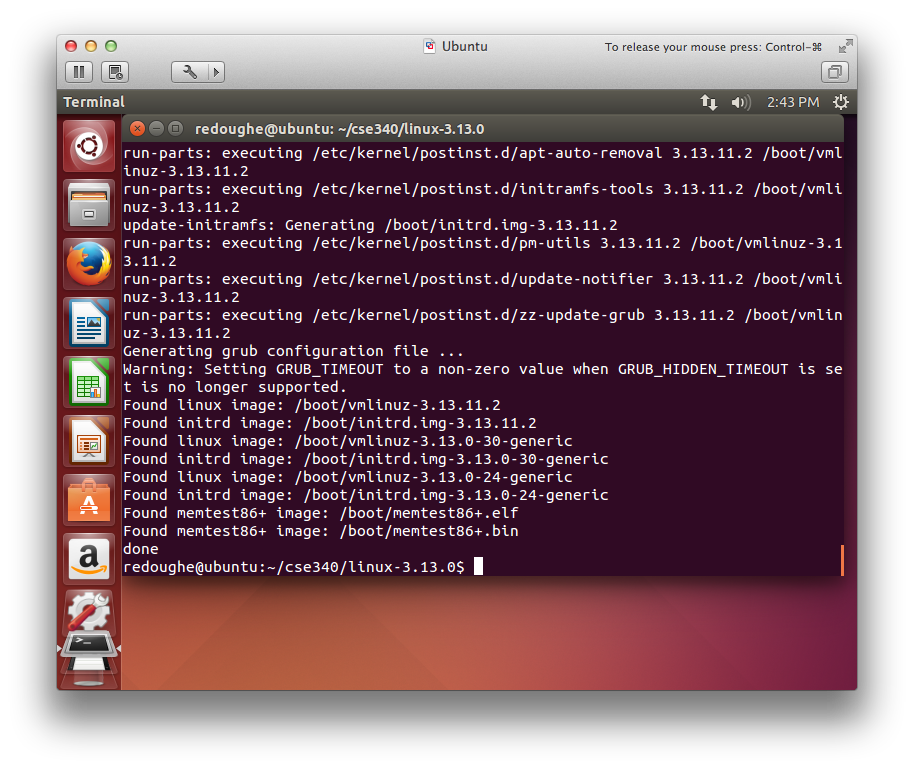 Ubuntu
To release your mouse press: Control-⌘
Terminal
2:43 PM
redoughe@ubuntu: ~/cse340/linux-3.13.0
run-parts: executing /etc/kernel/postinst.d/apt-auto-removal 3.13.11.2 /boot/vml
inuz-3.13.11.2
run-parts: executing /etc/kernel/postinst.d/initramfs-tools 3.13.11.2 /boot/vmli
nuz-3.13.11.2
update-initramfs: Generating /boot/initrd.img-3.13.11.2
run-parts: executing /etc/kernel/postinst.d/pm-utils 3.13.11.2 /boot/vmlinuz-3.1
3.11.2
run-parts: executing /etc/kernel/postinst.d/update-notifier 3.13.11.2 /boot/vmli
nuz-3.13.11.2
run-parts: executing /etc/kernel/postinst.d/zz-update-grub 3.13.11.2 /boot/vmlin
uz-3.13.11.2
Generating grub configuration file ...
Warning: Setting GRUB_TIMEOUT to a non-zero value when GRUB_HIDDEN_TIMEOUT is se
t is no longer supported.
Found linux image: /boot/vmlinuz-3.13.11.2
Found initrd image: /boot/initrd.img-3.13.11.2
Found linux image: /boot/vmlinuz-3.13.0-30-generic
Found initrd image: /boot/initrd.img-3.13.0-30-generic
Found linux image: /boot/vmlinuz-3.13.0-24-generic
Found initrd image: /boot/initrd.img-3.13.0-24-generic
Found memtest86+ image: /boot/memtest86+.elf
Found memtest86+ image: /boot/memtest86+.bin
done
redoughe@ubuntu:~/cse340/linux-3.13.0$